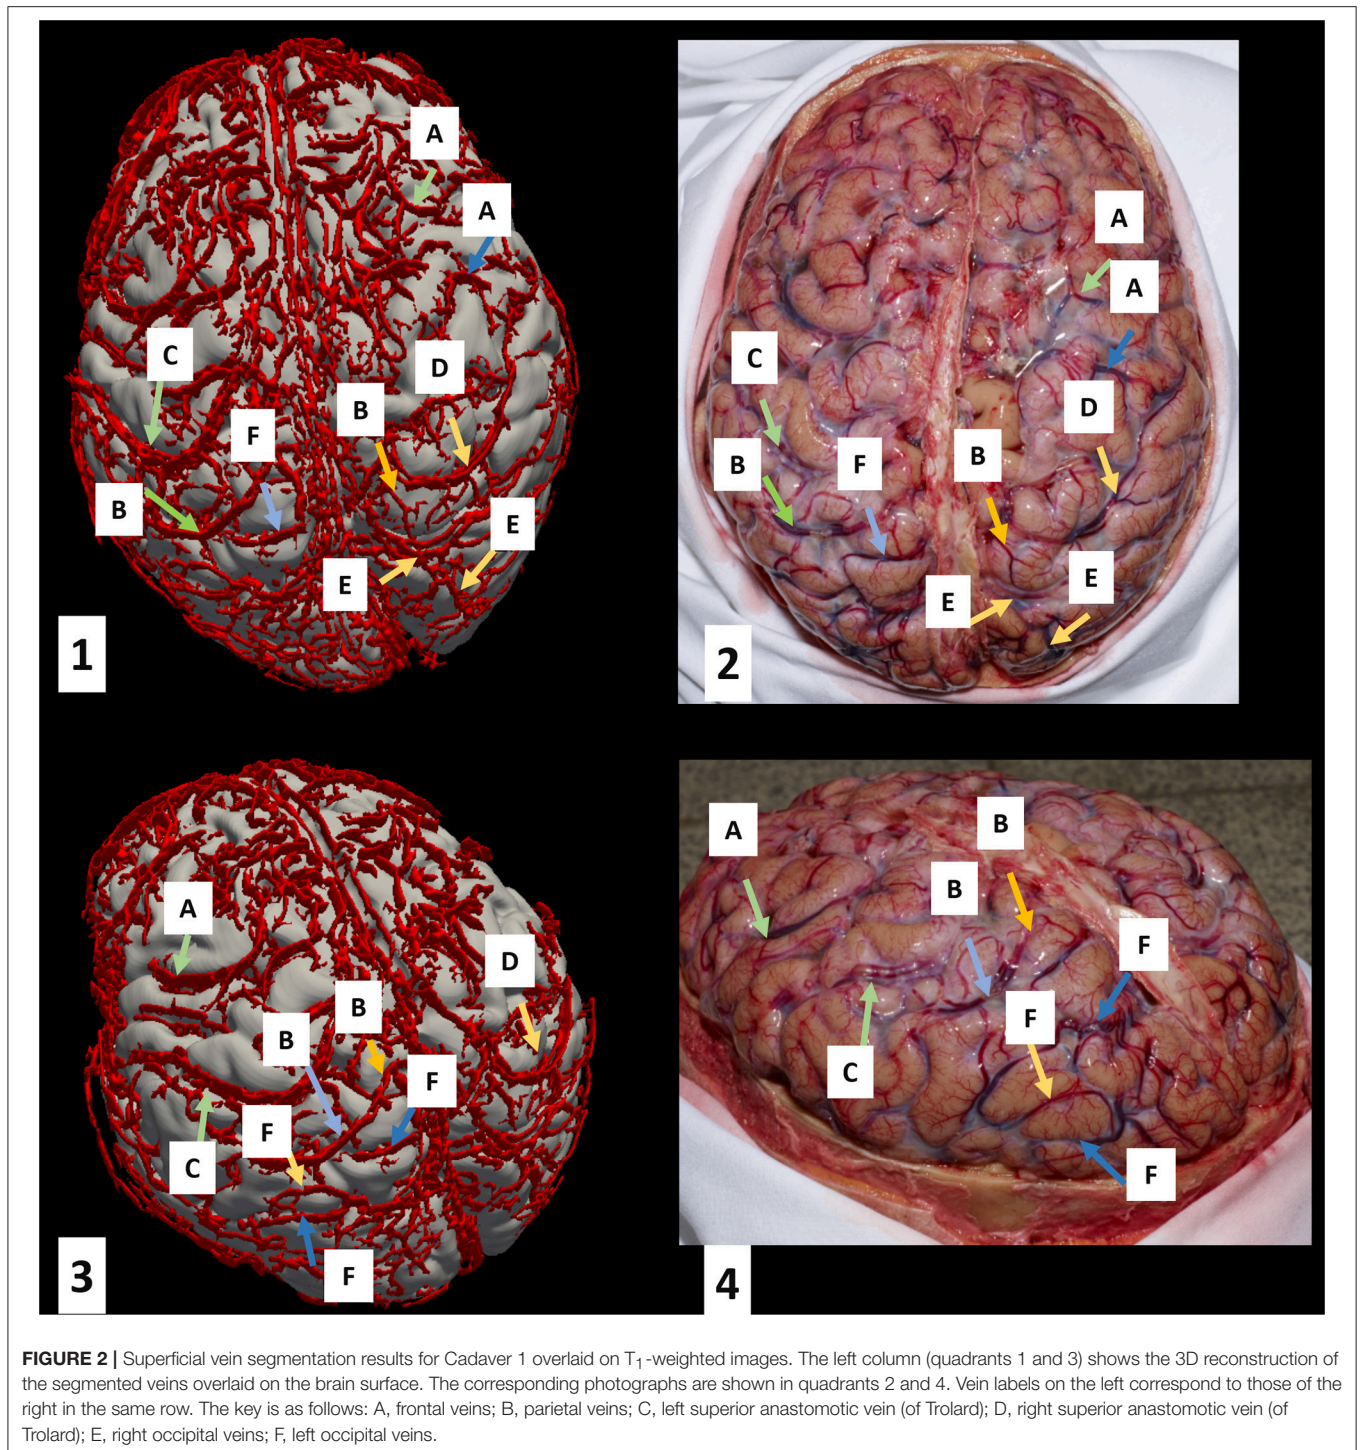 A
A
C
D
B
F
B
E
E
1
A
A
C
D
B
F
B
E
E
2
A
D
B
B
F
F
C
F
3
A
B
B
F
F
C
F
4
FIGURE 2 | Superficial vein segmentation results for Cadaver 1 overlaid on T1-weighted images. The left column (quadrants 1 and 3) shows the 3D reconstruction of
the segmented veins overlaid on the brain surface. The corresponding photographs are shown in quadrants 2 and 4. Vein labels on the left correspond to those of the
right in the same row. The key is as follows: A, frontal veins; B, parietal veins; C, left superior anastomotic vein (of Trolard); D, right superior anastomotic vein (of
Trolard); E, right occipital veins; F, left occipital veins.